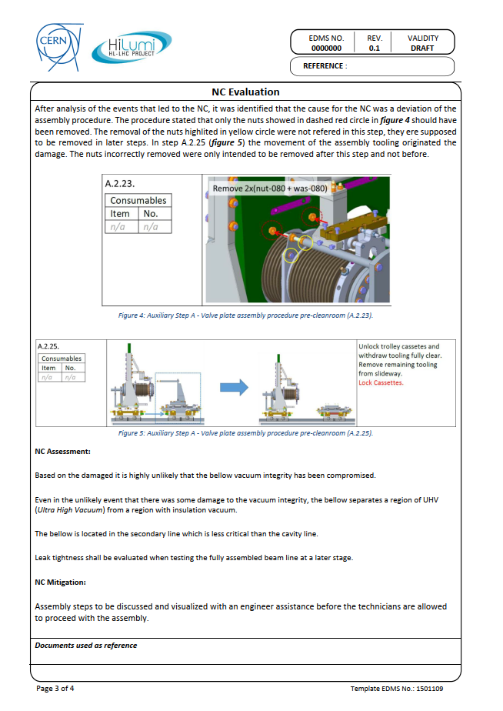 CERN
HiLumi
HL-LHC PROJECT
EDMS NO. REV. VALIDITY
0000000 0.1 DRAFT
REFERENCE :
NC Evaluation
After analysis of the events that led to the NC, it was identified that the cause for the NC was a deviation of the
assembly procedure. The procedure stated that only the nuts showed in dashed red circle in figure 4 should have
been removed. The removal of the nuts highlited in yellow circle were not refered in this step, they ere supposed
to be removed in later steps. In step A.2.25 (figure 5) the movement of the assembly tooling originated the
damage. The nuts incorrectly removed were only intended to be removed after this step and not before.
A.2.23.
Consumables
Item No.
n/a n/a
Remove 2x(nut-080 + was-080)
Figure 4: Auxiliary Step A - Valve plate assembly procedure pre-cleanroom (A.2.23).
A.2.25.
Consumables
Item No.
n/a n/a
Unlock trolley cassetes and
withdraw tooling fully clear.
Remove remaining tooling
from slideway.
Lock Cassettes.
Figure 5: Auxiliary Step A - Valve plate assembly procedure pre-cleanroom (A.2.25).
NC Assessment:
Based on the damaged it is highly unlikely that the bellow vacuum integrity has been compromised.
Even in the unlikely event that there was some damage to the vacuum integrity, the bellow separates a region of UHV
(Ultra High Vacuum) from a region with insulation vacuum.
The bellow is located in the secondary line which is less critical than the cavity line.
Leak tightness shall be evaluated when testing the fully assembled beam line at a later stage.
NC Mitigation:
Assembly steps to be discussed and visualized with an engineer assistance before the technicians are allowed
to proceed with the assembly.
Documents used as reference
Page 3 of 4 Template EDMS No.: 1501109